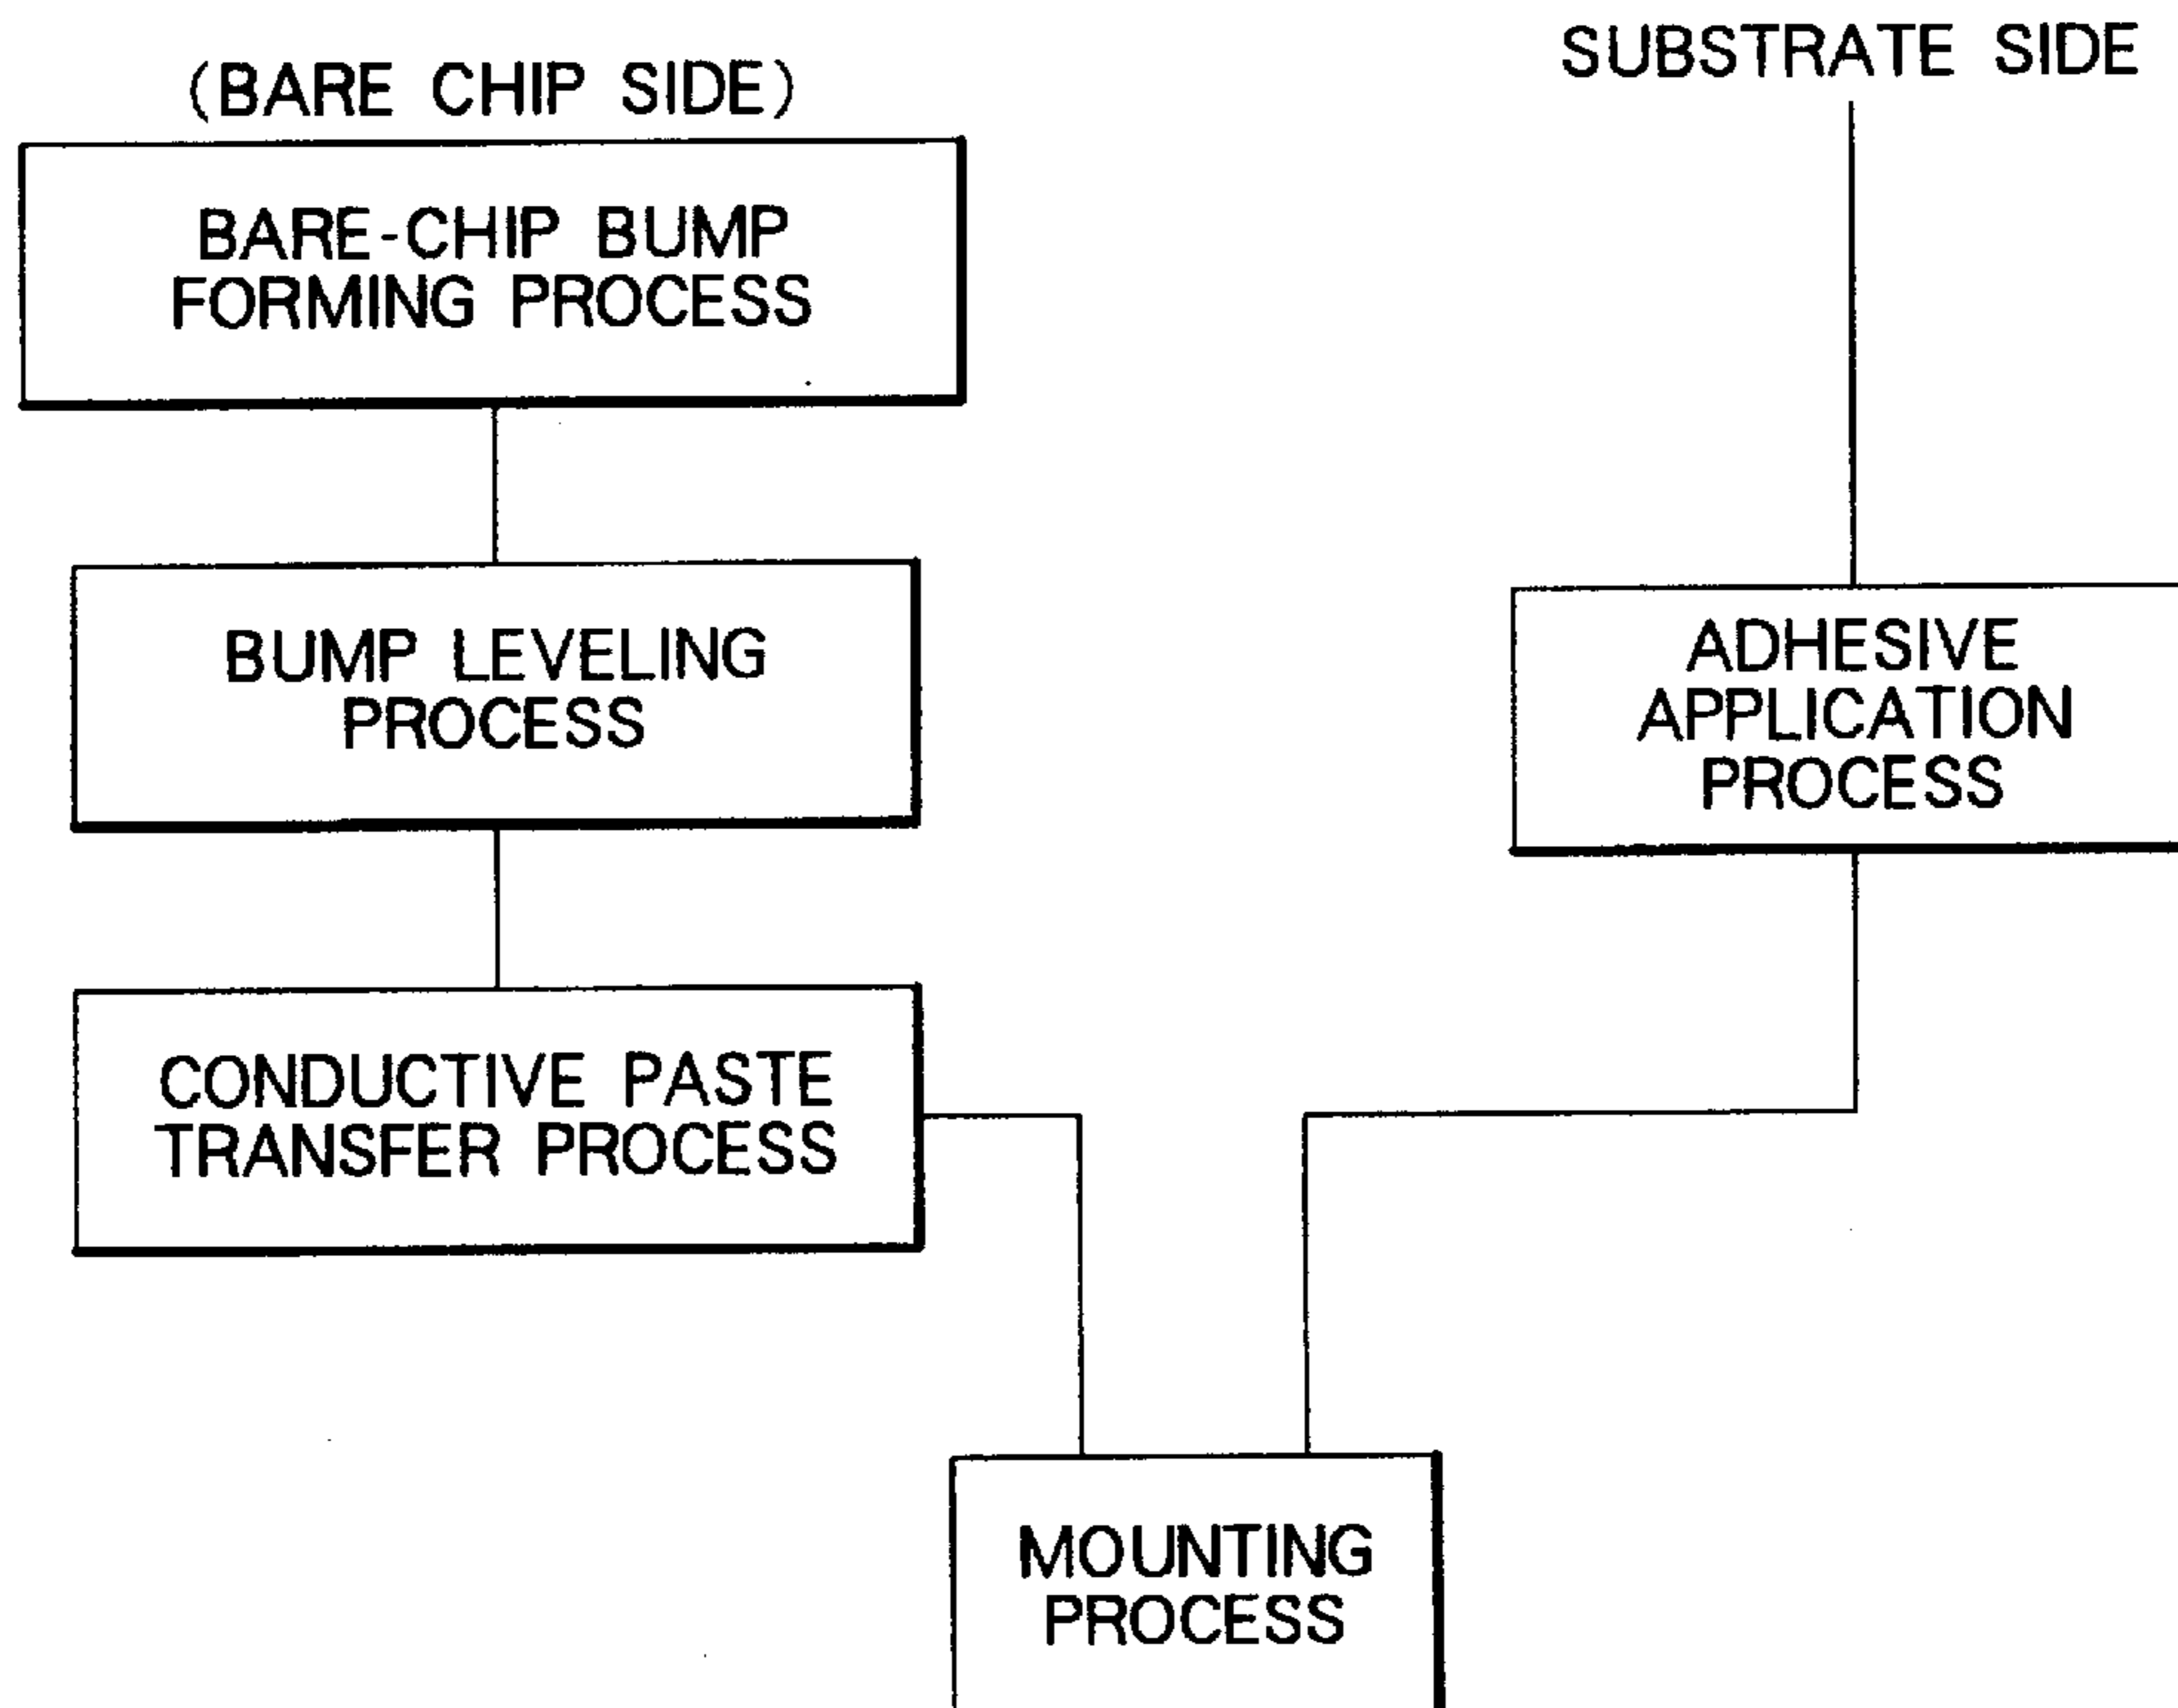 (BARE CHIP SIDE)
BARE-CHIP BUMP
FORMING PROCESS
BUMP LEVELING
PROCESS
CONDUCTIVE PASTE
TRANSFER PROCESS
SUBSTRATE SIDE
ADHESIVE
APPLICATION
PROCESS
MOUNTING
PROCESS